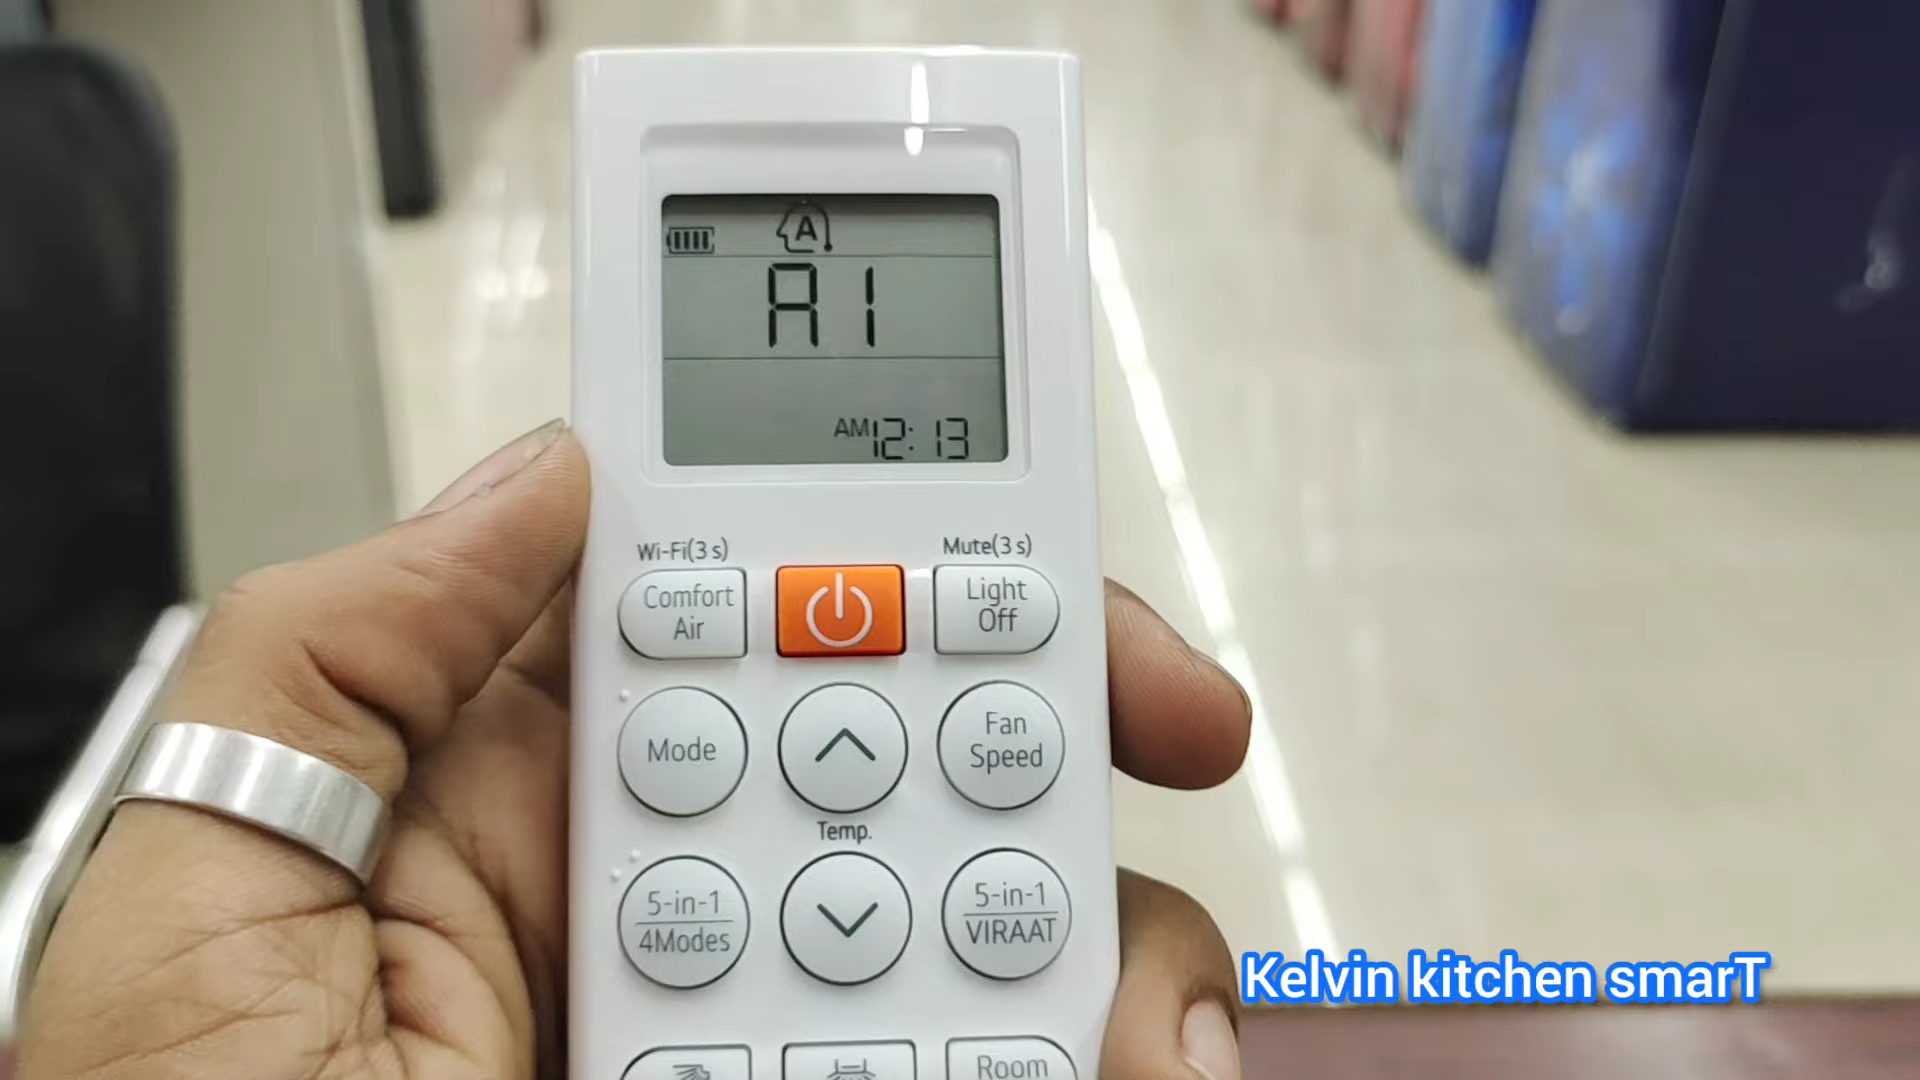 A
A1
AM 12:13
Wi-Fi(3 s)
Mute(3 s)
Comfort
Air
Light
Off
Mode
Fan
Speed
Temp.
5-in-1
4Modes
5-in-1
VIRAAT
Room
Kelvin kitchen smarT